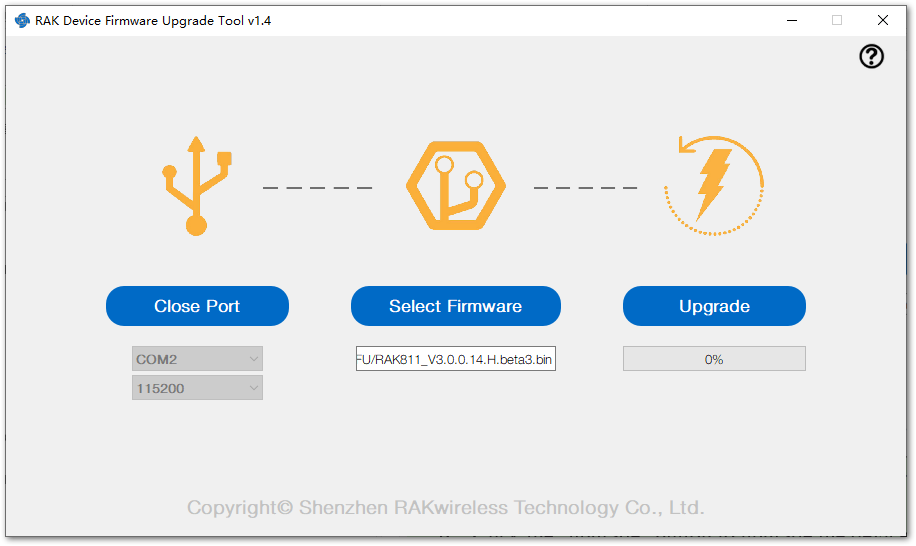 RAK Device Firmware Upgrade Tool v1.4
Close Port
Select Firmware
Upgrade
COM2
FU/RAK811_V3.0.0.14.H.beta3.bin
0%
115200
Copyright© Shenzhen RAKwireless Technology Co., Ltd.